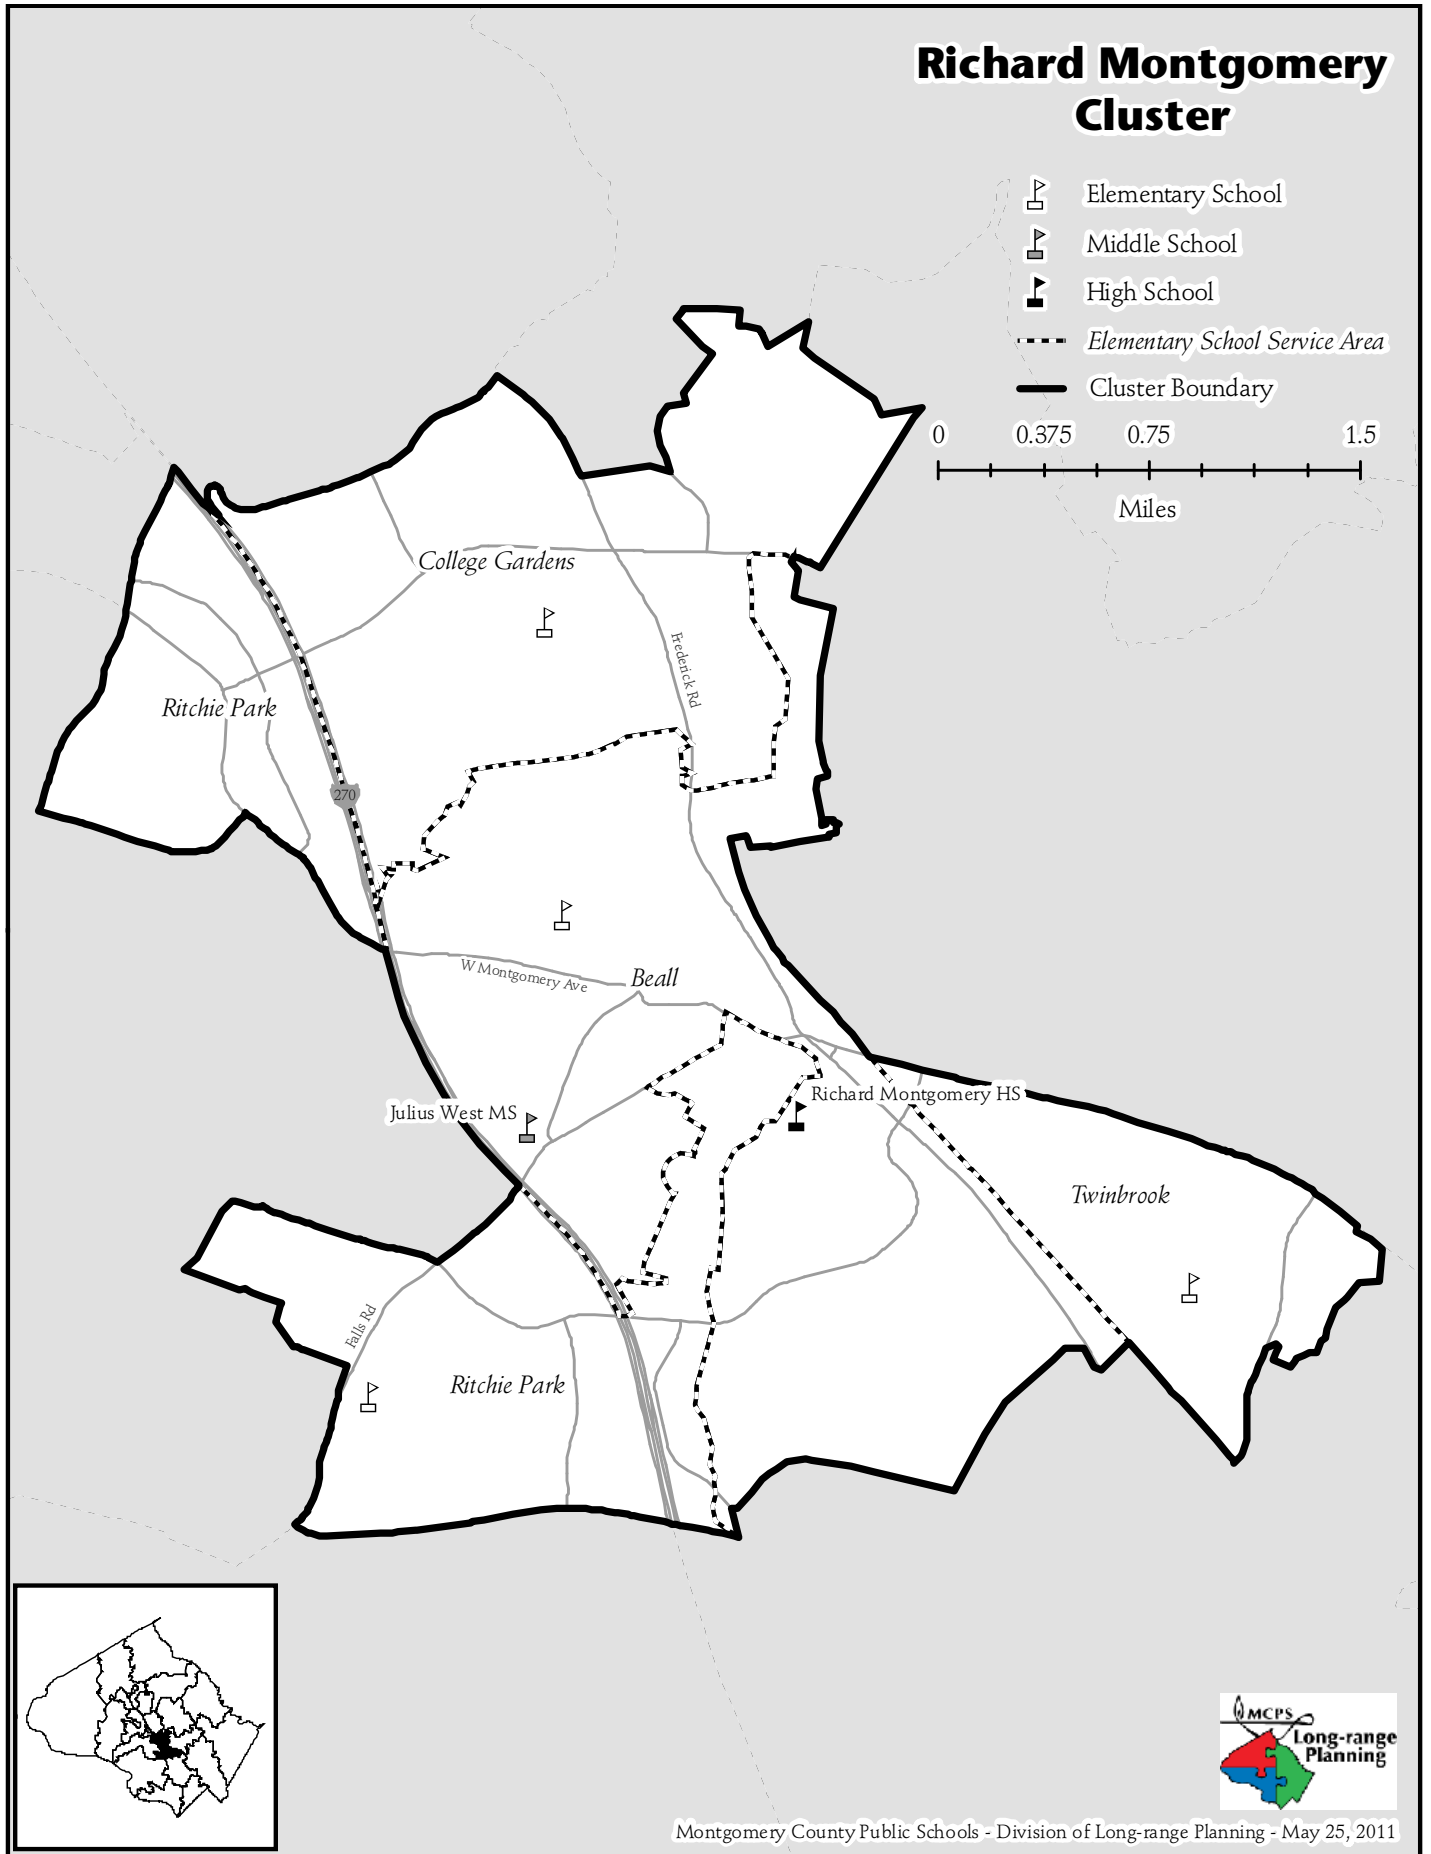 Richard Montgomery
Cluster
Elementary School
Middle School
High School
Elementary School Service Area
Cluster Boundary
0 0.375 0.75 1.5
Miles
College Gardens
Frederick Rd
Ritchie Park
270
W Montgomery Ave
Beall
Richard Montgomery HS
Julius West MS
Twinbrook
Falls Rd
Ritchie Park
MCPS
Long-range
Planning
Montgomery County Public Schools - Division of Long-range Planning - May 25, 2011